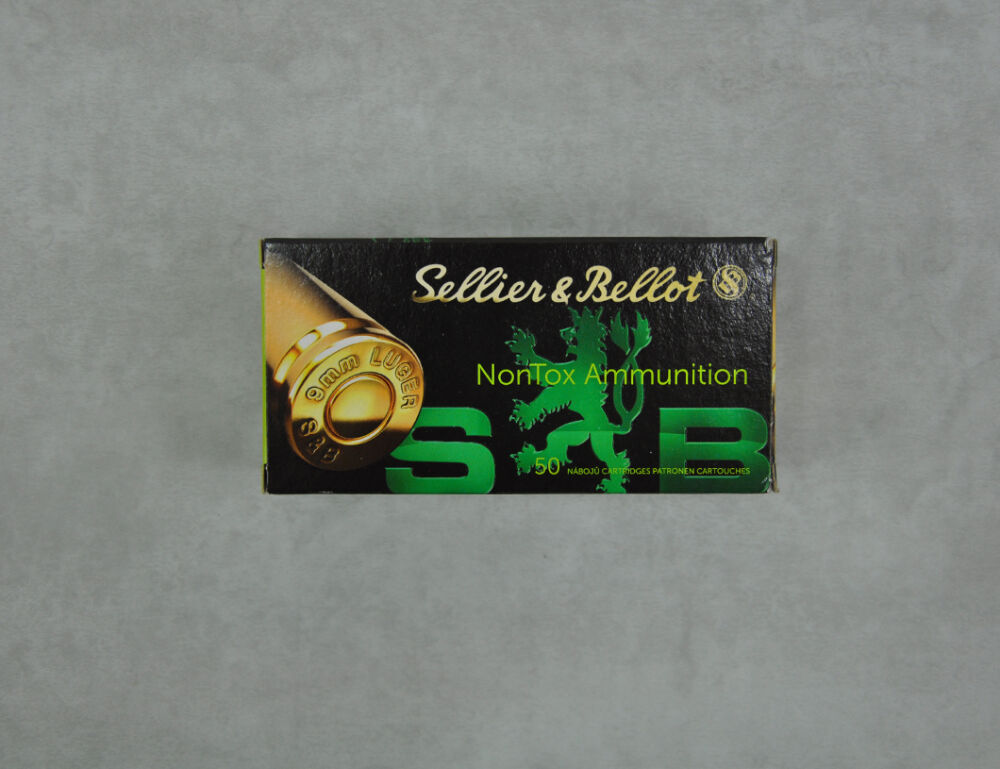 Sellier & Bellot
9mm LUGER
S&B
NonTox Ammunition
S B
50 NÁBOJŮ CARTRIDGES PATRONEN CARTOUCHES